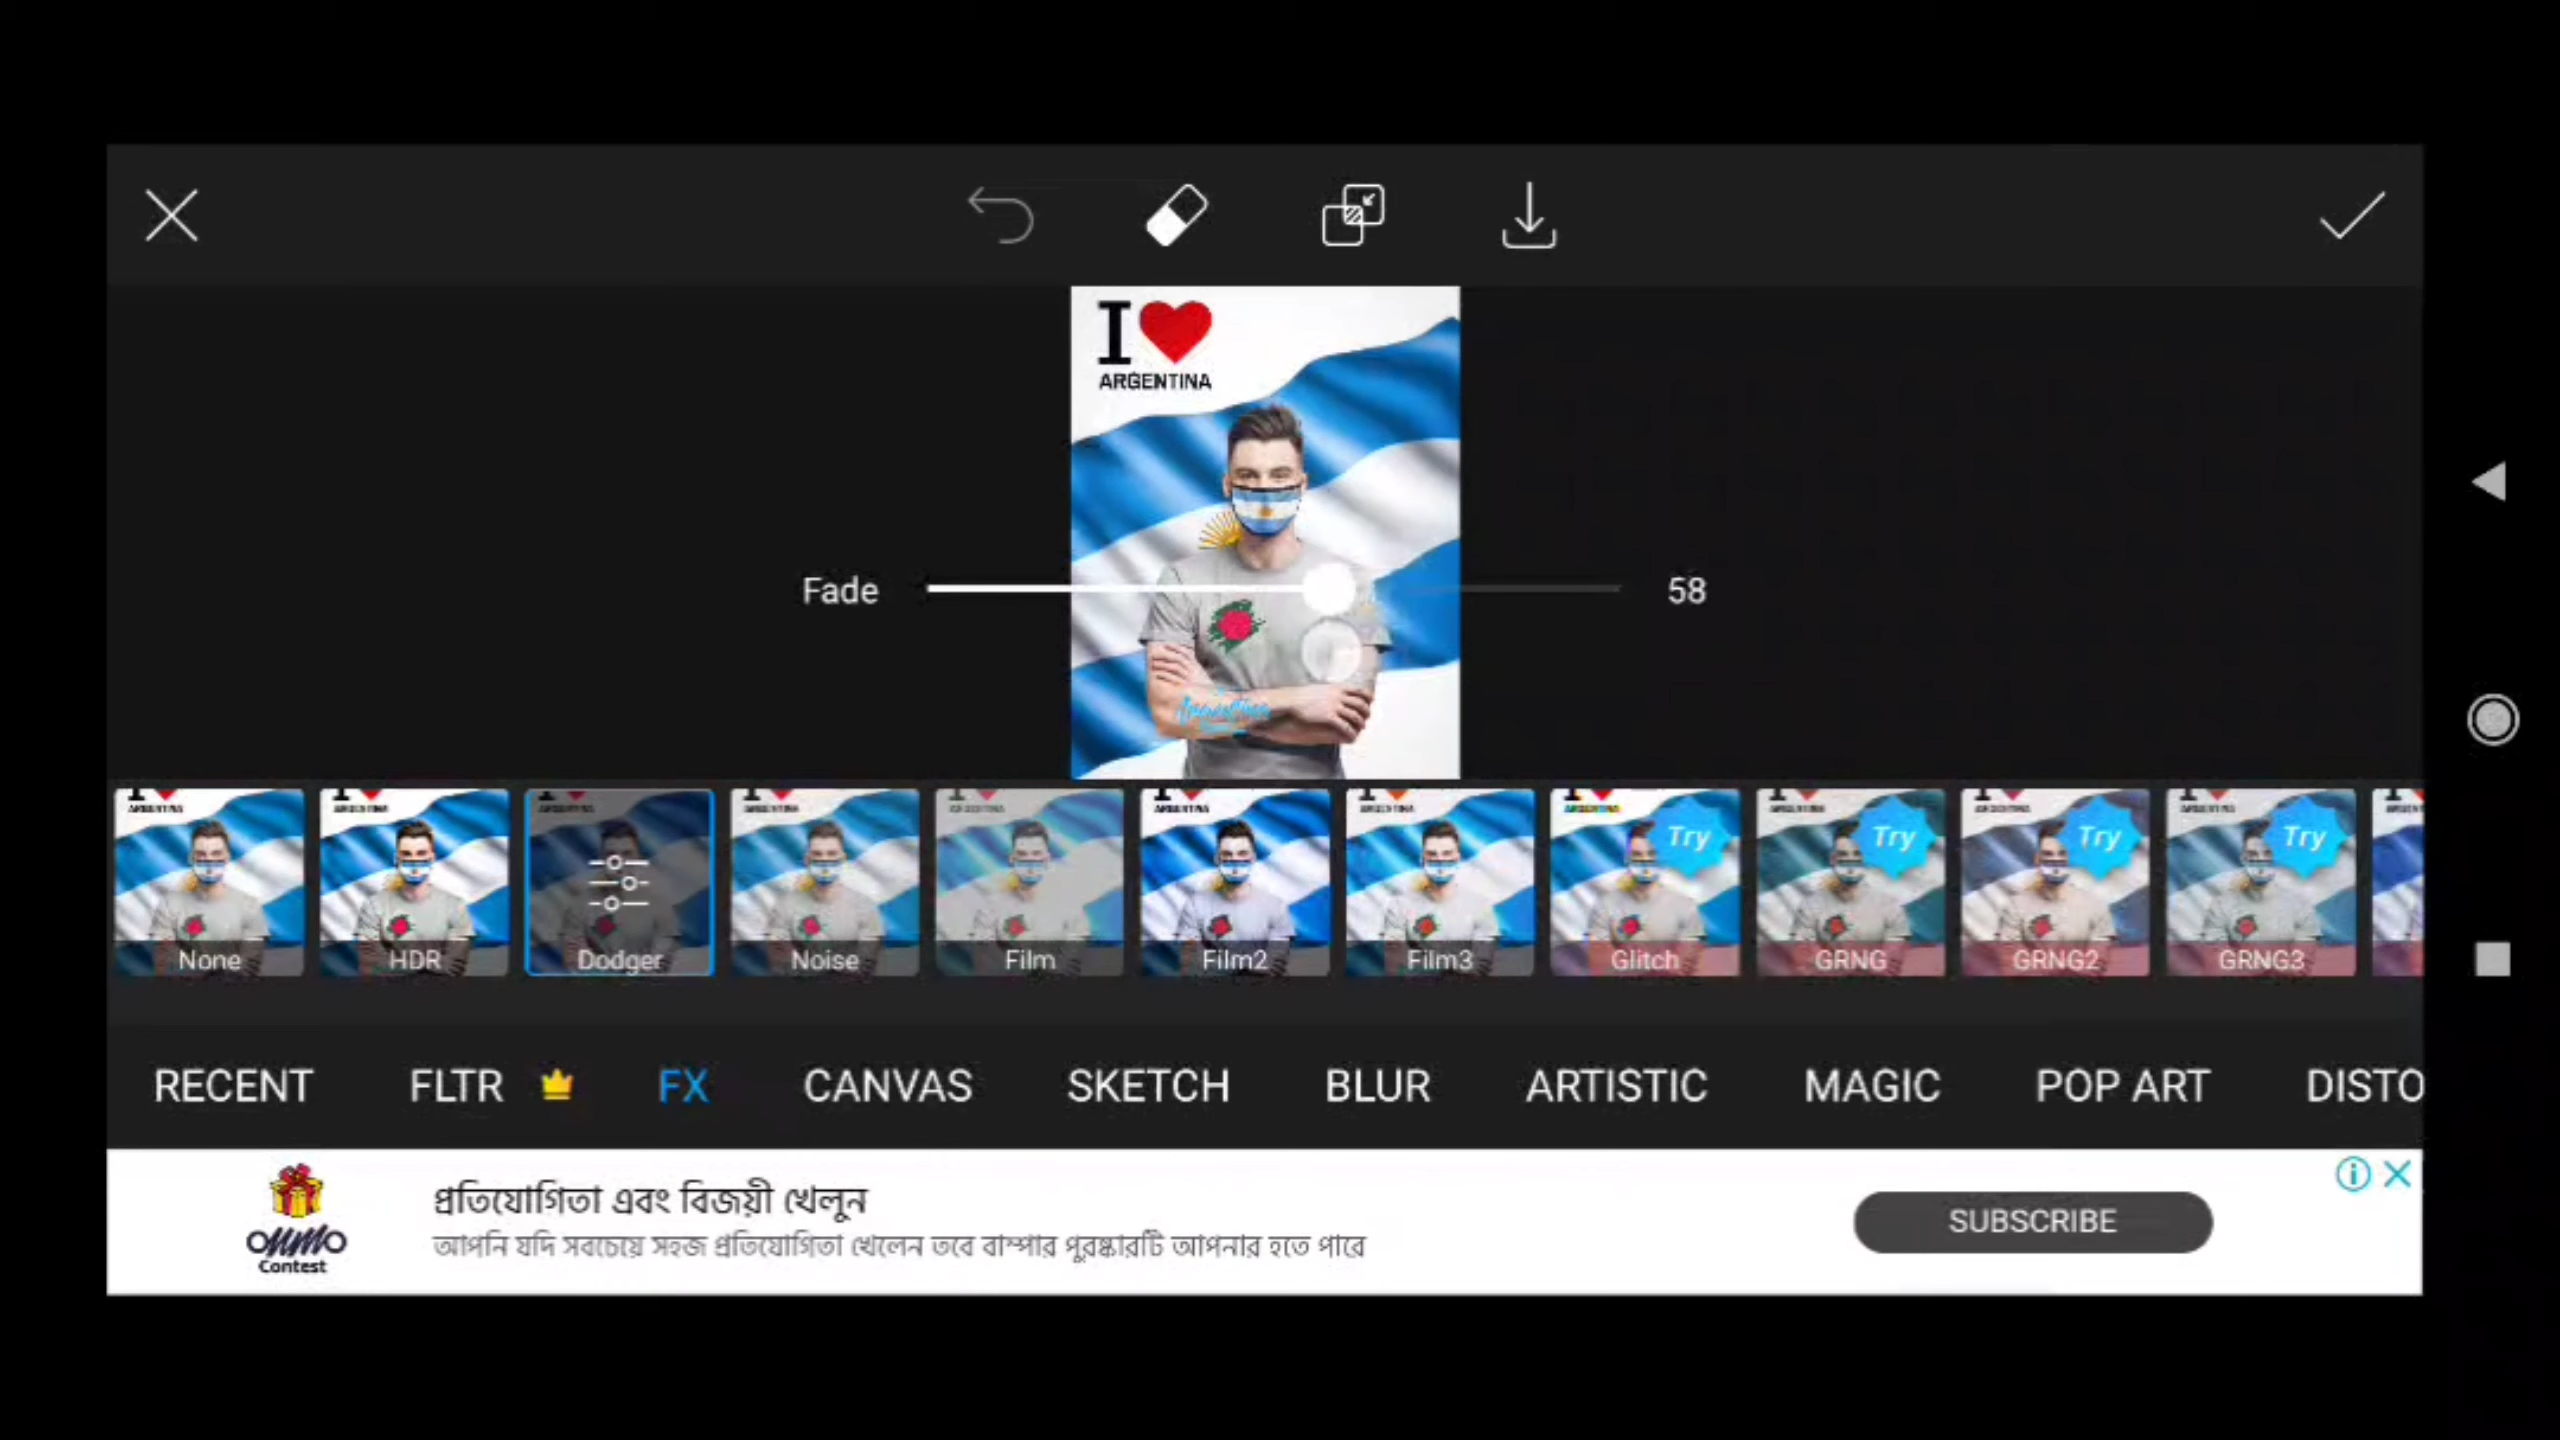 I
ARGENTINA
Fade
58
Argentina
None
HDR
Dodger
Noise
Film
Film2
Film3
Glitch
GRNG
GRNG2
GRNG3
Try
Try
Try
Try
RECENT
FLTR
FX
CANVAS
SKETCH
BLUR
ARTISTIC
MAGIC
POP ART
DISTO
প্রতিযোগিতা এবং বিজয়ী খেলুন
আপনি যদি সবচেয়ে সহজ প্রতিযোগিতা খেলেন তবে বাম্পার পুরষ্কারটি আপনার হতে পারে
Contest
SUBSCRIBE